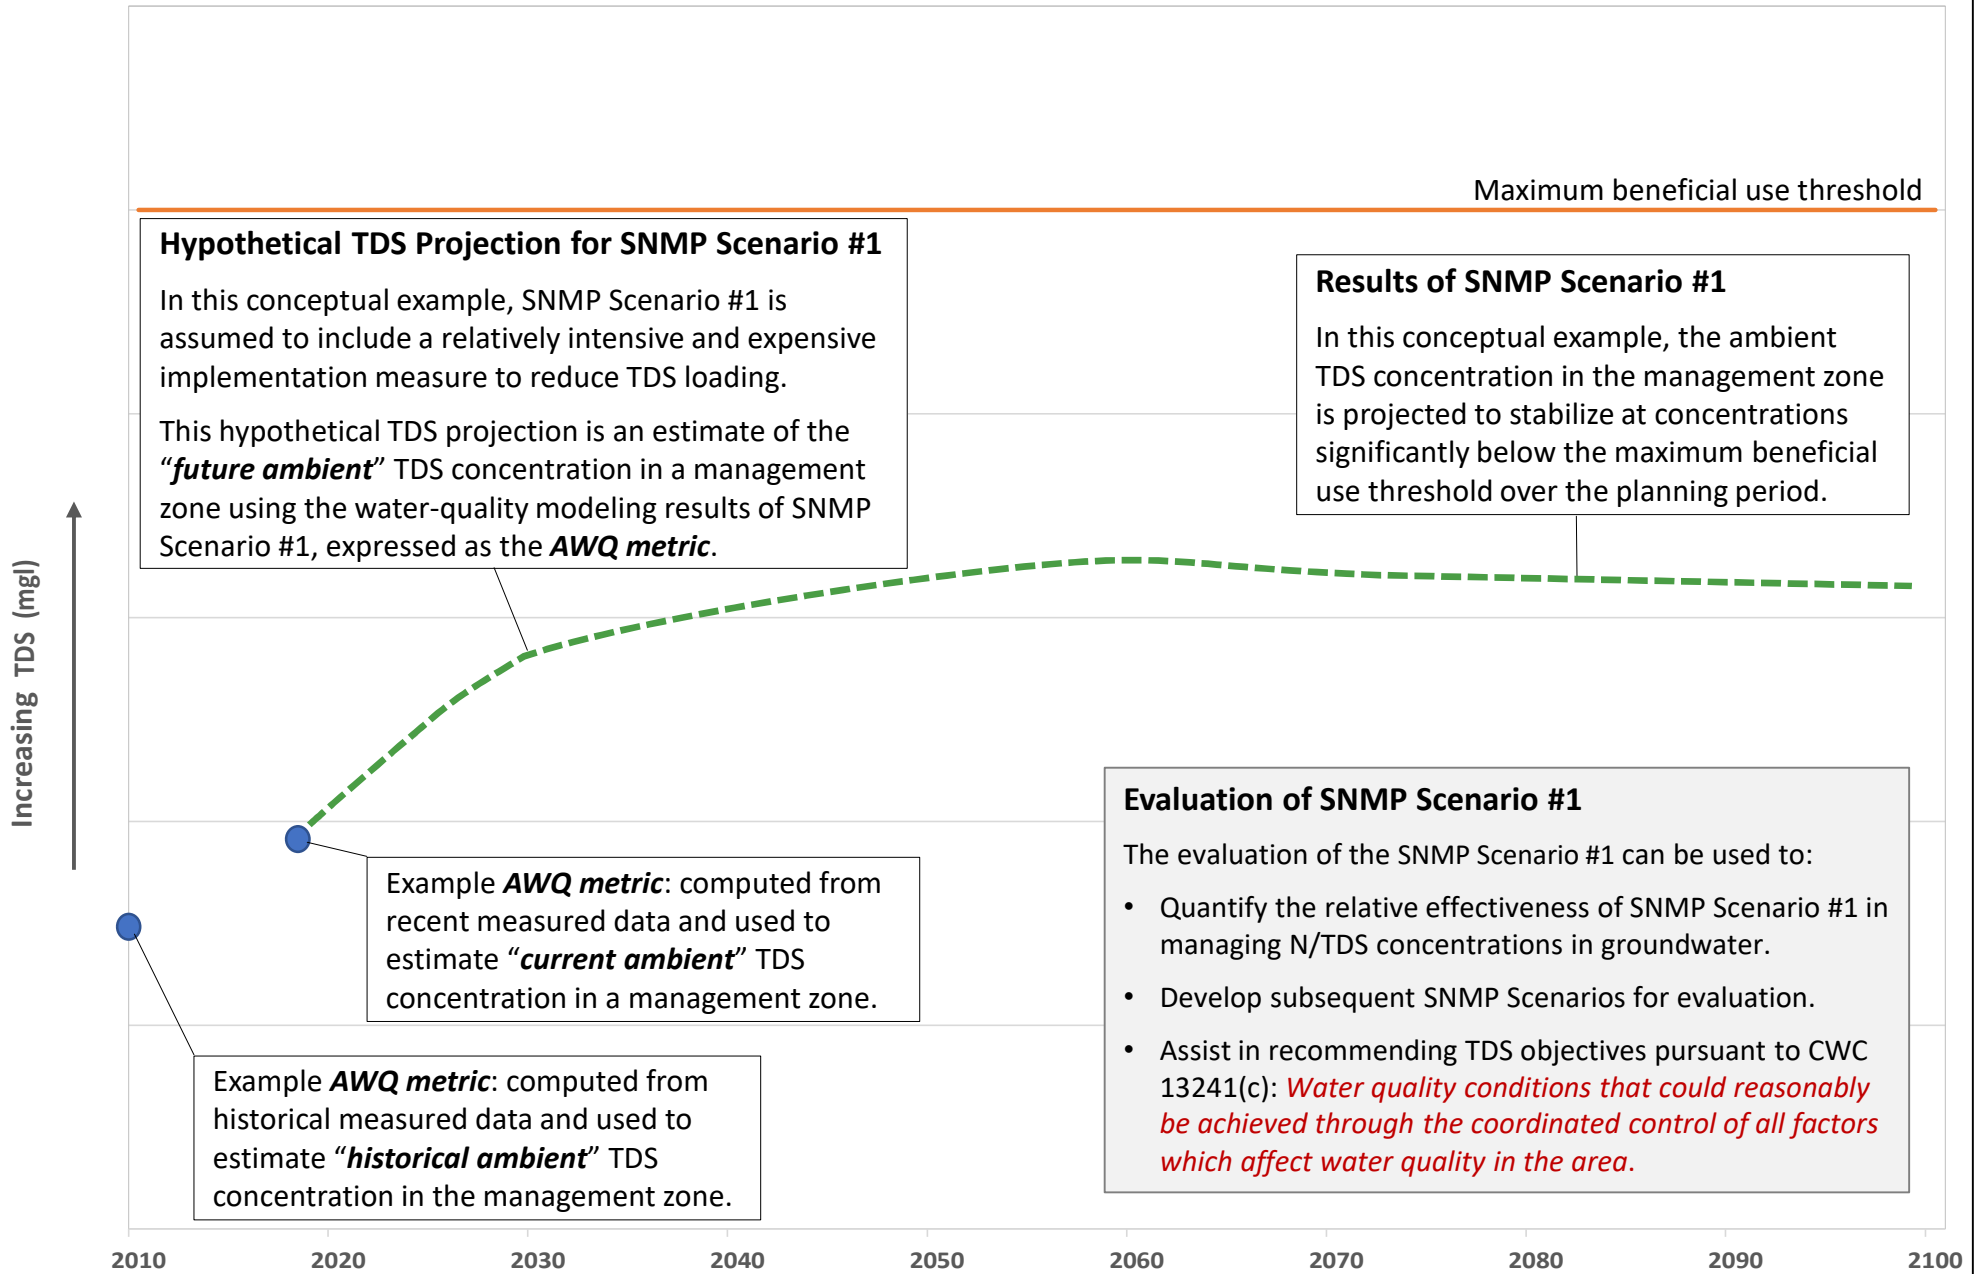 Maximum beneficial use threshold
Hypothetical TDS Projection for SNMP Scenario #1
In this conceptual example, SNMP Scenario #1 is
assumed to include a relatively intensive and expensive
implementation measure to reduce TDS loading.
This hypothetical TDS projection is an estimate of the
“future ambient” TDS concentration in a management
zone using the water-quality modeling results of SNMP
Scenario #1, expressed as the AWQ metric.
Results of SNMP Scenario #1
In this conceptual example, the ambient
TDS concentration in the management zone
is projected to stabilize at concentrations
significantly below the maximum beneficial
use threshold over the planning period.
Increasing TDS (mgl)
Example AWQ metric: computed from
recent measured data and used to
estimate “current ambient” TDS
concentration in a management zone.
Example AWQ metric: computed from
historical measured data and used to
estimate “historical ambient” TDS
concentration in the management zone.
Evaluation of SNMP Scenario #1
The evaluation of the SNMP Scenario #1 can be used to:
• Quantify the relative effectiveness of SNMP Scenario #1 in
managing N/TDS concentrations in groundwater.
• Develop subsequent SNMP Scenarios for evaluation.
• Assist in recommending TDS objectives pursuant to CWC
13241(c): Water quality conditions that could reasonably
be achieved through the coordinated control of all factors
which affect water quality in the area.
2010 2020 2030 2040 2050 2060 2070 2080 2090 2100